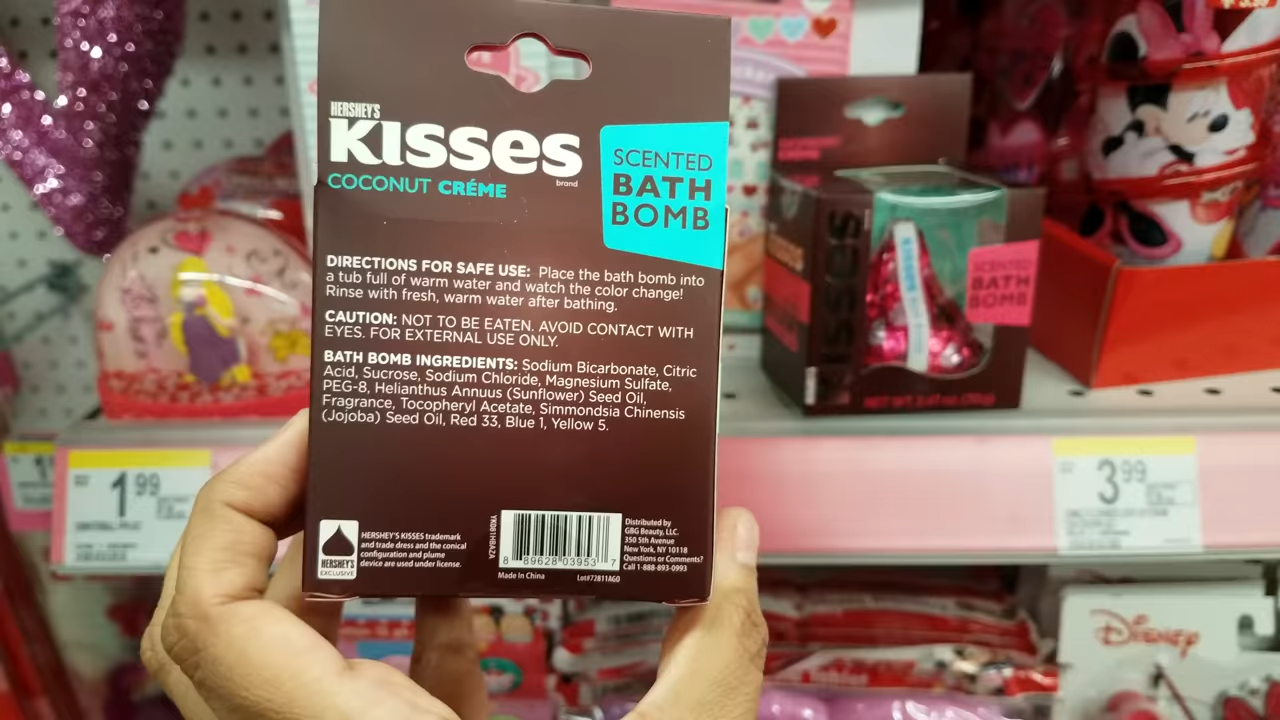 HERSHEY'S
KISSES
brand
COCONUT CRÉME
SCENTED
BATH
BOMB
DIRECTIONS FOR SAFE USE: Place the bath bomb into
a tub full of warm water and watch the color change!
Rinse with fresh, warm water after bathing.
CAUTION: NOT TO BE EATEN. AVOID CONTACT WITH
EYES. FOR EXTERNAL USE ONLY.
BATH BOMB INGREDIENTS: Sodium Bicarbonate, Citric
Acid, Sucrose, Sodium Chloride, Magnesium Sulfate,
PEG-8, Helianthus Annuus (Sunflower) Seed Oil,
Fragrance, Tocopheryl Acetate, Simmondsia Chinensis
(Jojoba) Seed Oil, Red 33, Blue 1, Yellow 5.
HERSHEY'S
EXCLUSIVE
HERSHEY'S KISSES trademark
and trade dress and the conical
configuration and plume
device are used under license.
YK081HBAZA
8 89628 03953 7
Made in China
Lot#72811AG0
Distributed by
GBG Beauty, LLC.
350 5th Avenue
New York, NY 10118
Questions or Comments?
Call 1-888-893-0993
KISSES
SCENTED
BATH
BOMB
1 99
3 99
Disney